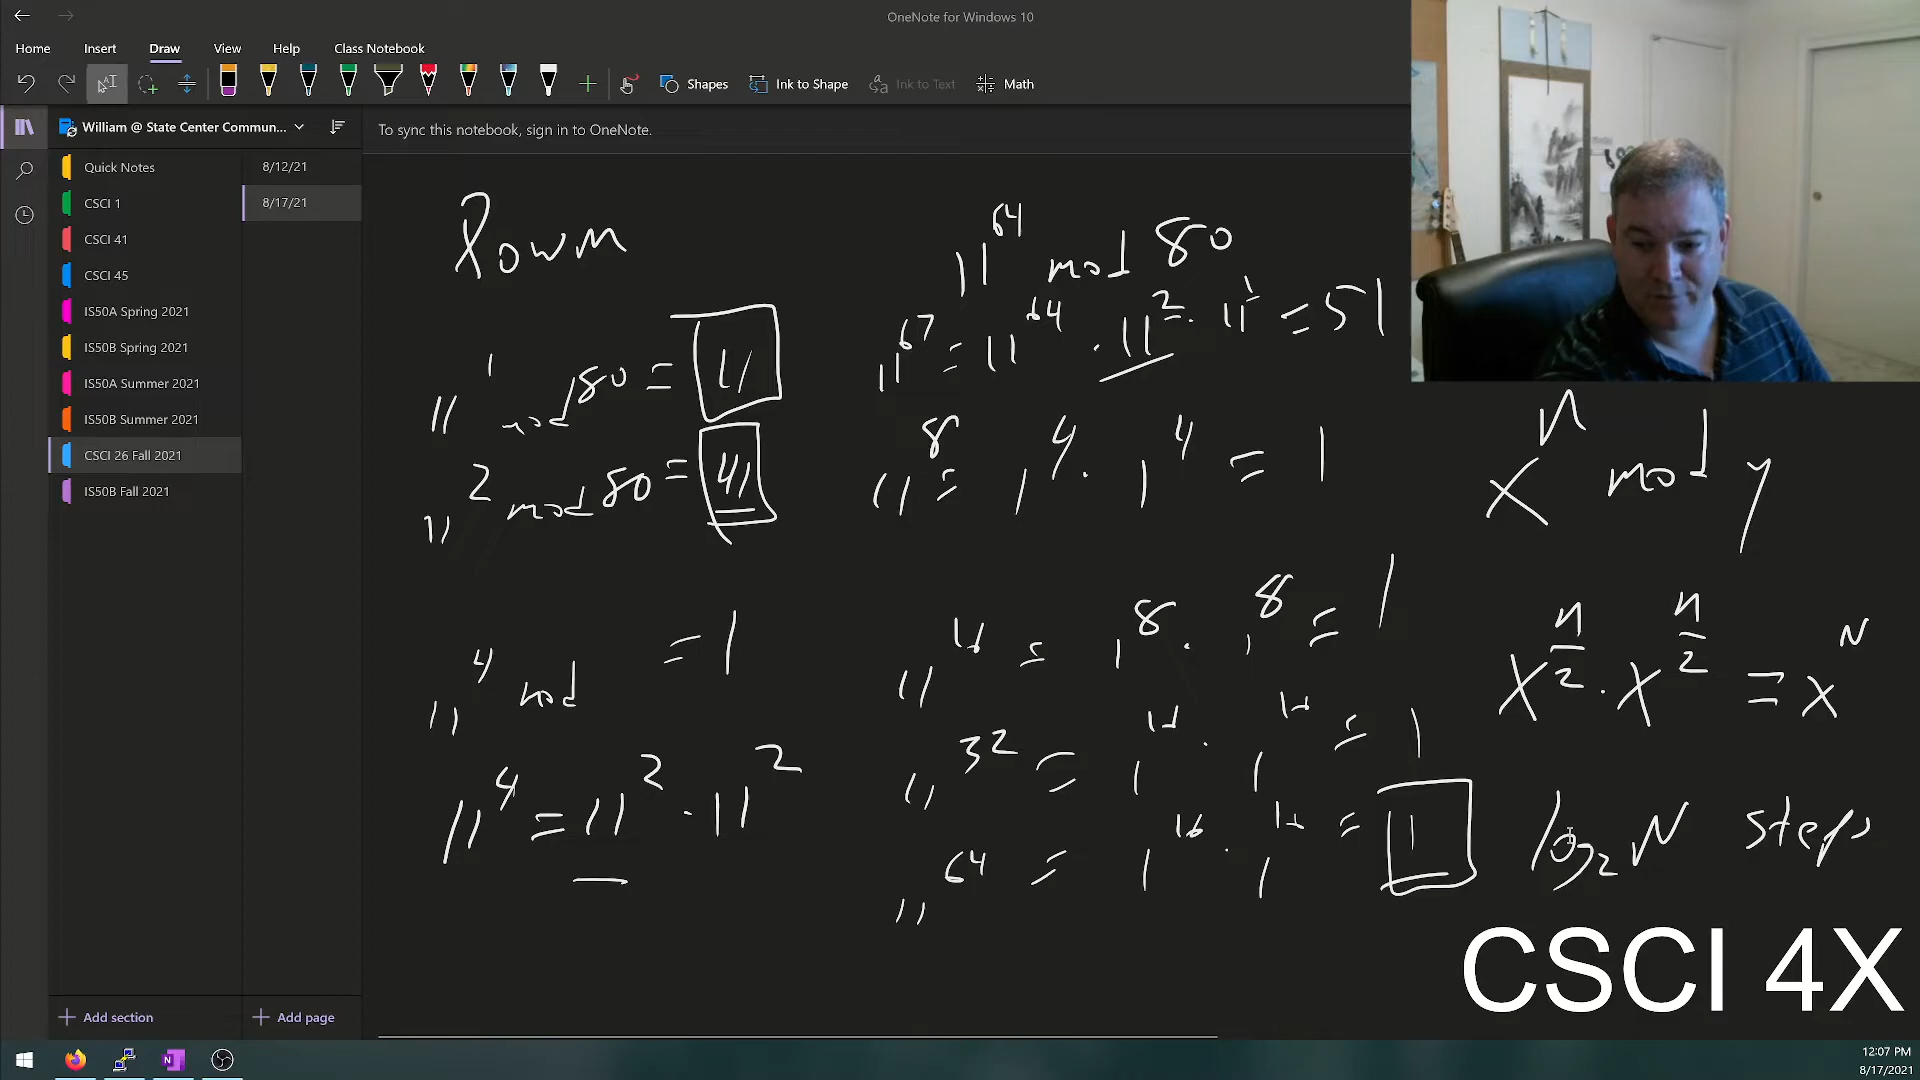 OneNote for Windows 10
Home Insert Draw View Help Class Notebook
Shapes Ink to Shape Ink to Text Math
William @ State Center Commun...
To sync this notebook, sign in to OneNote.
Quick Notes
CSCI 1
CSCI 41
CSCI 45
IS50A Spring 2021
IS50B Spring 2021
IS50A Summer 2021
IS50B Summer 2021
CSCI 26 Fall 2021
IS50B Fall 2021
8/12/21
8/17/21
Add section
Add page
Powm
11^1 mod 80 = 11
11^2 mod 80 = 41
11^4 mod = 1
11^4 = 11^2 · 11^2
11^64 mod 80
11^67 = 11^64 · 11^2 · 11^1 = 51
11^8 = 1^4 · 1^4 = 1
11^16 = 1^8 · 1^8 = 1
11^32 = 1^16 · 1^16 = 1
11^64 = 1^16 · 1^16 = 1
x^n mod y
x^(n/2) · x^(n/2) = x^N
log2 N steps
CSCI 4X
12:07 PM
8/17/2021